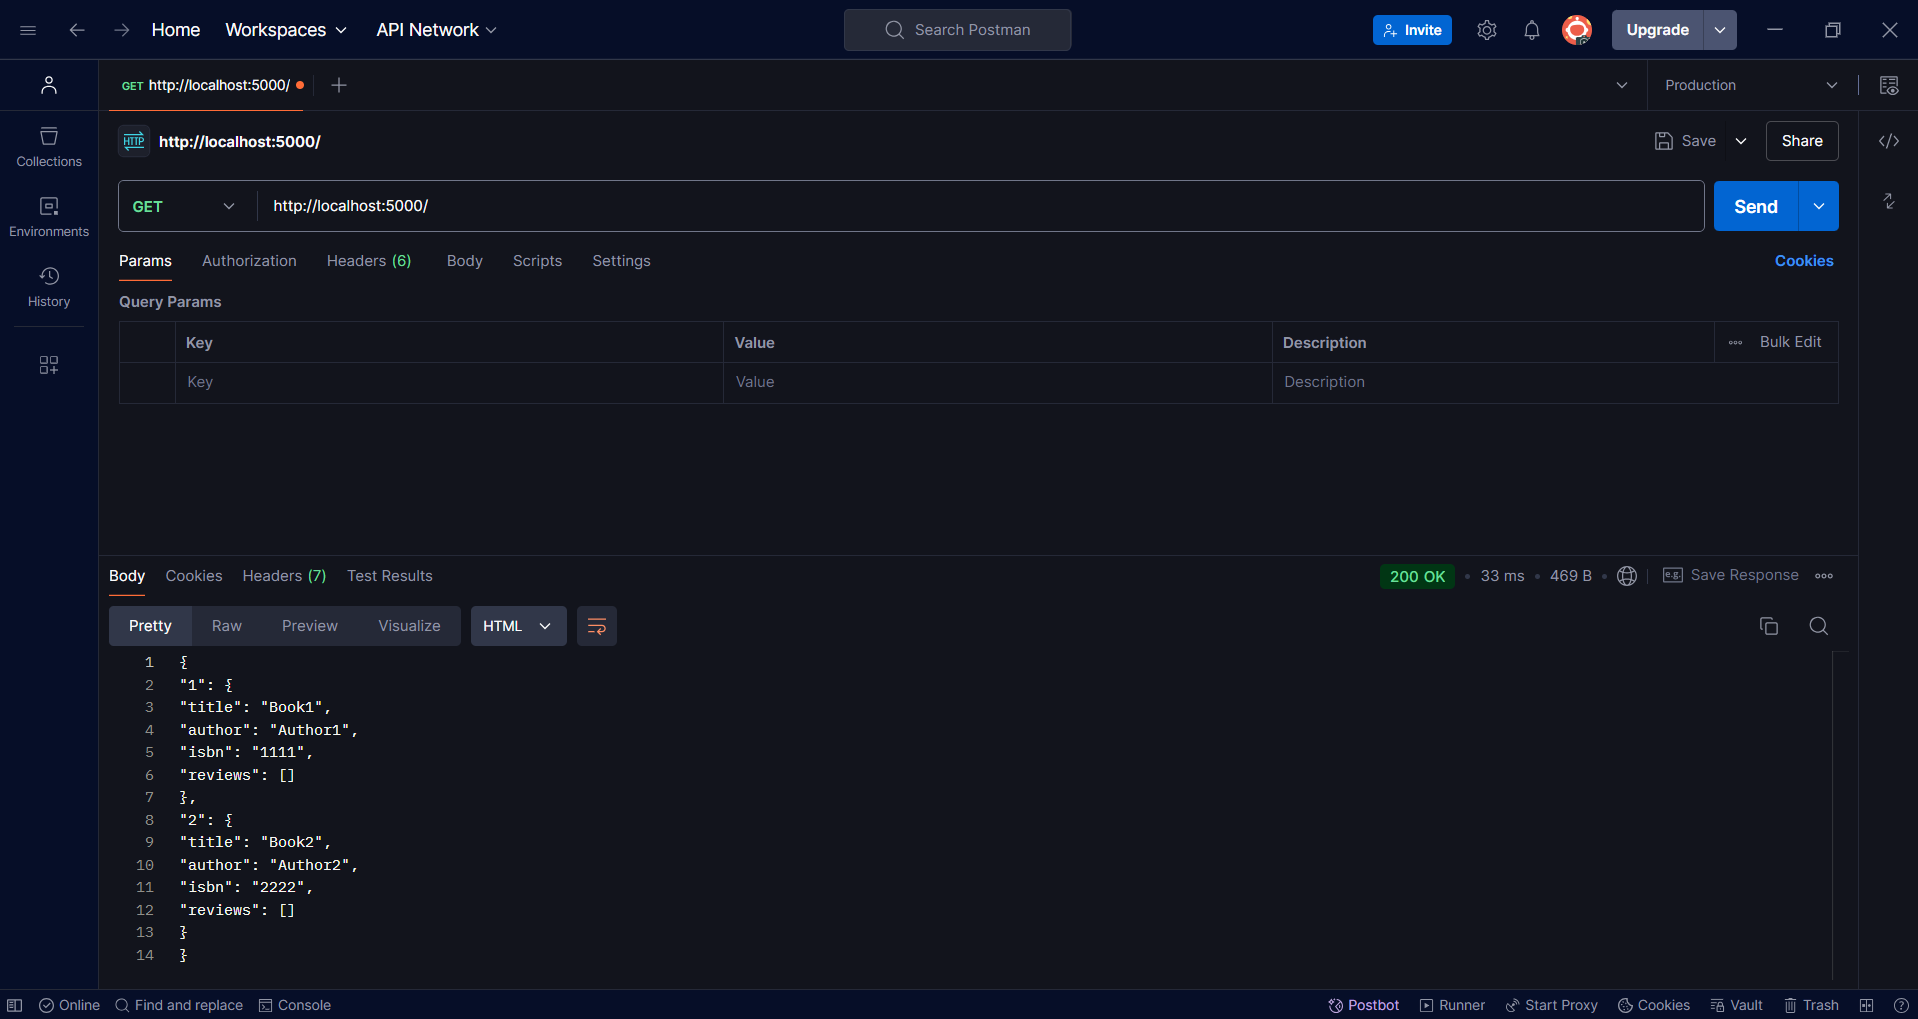 Home Workspaces API Network Search Postman Invite Upgrade
GET http://localhost:5000/ Production
HTTP http://localhost:5000/ Save Share
GET http://localhost:5000/ Send
Params Authorization Headers (6) Body Scripts Settings Cookies
Query Params
Key Value Description Bulk Edit
Key Value Description
Collections
Environments
History
Body Cookies Headers (7) Test Results 200 OK 33 ms 469 B e.g. Save Response
Pretty Raw Preview Visualize HTML
1 {
2 "1": {
3 "title": "Book1",
4 "author": "Author1",
5 "isbn": "1111",
6 "reviews": []
7 },
8 "2": {
9 "title": "Book2",
10 "author": "Author2",
11 "isbn": "2222",
12 "reviews": []
13 }
14 }
Online Find and replace Console Postbot Runner Start Proxy Cookies Vault Trash